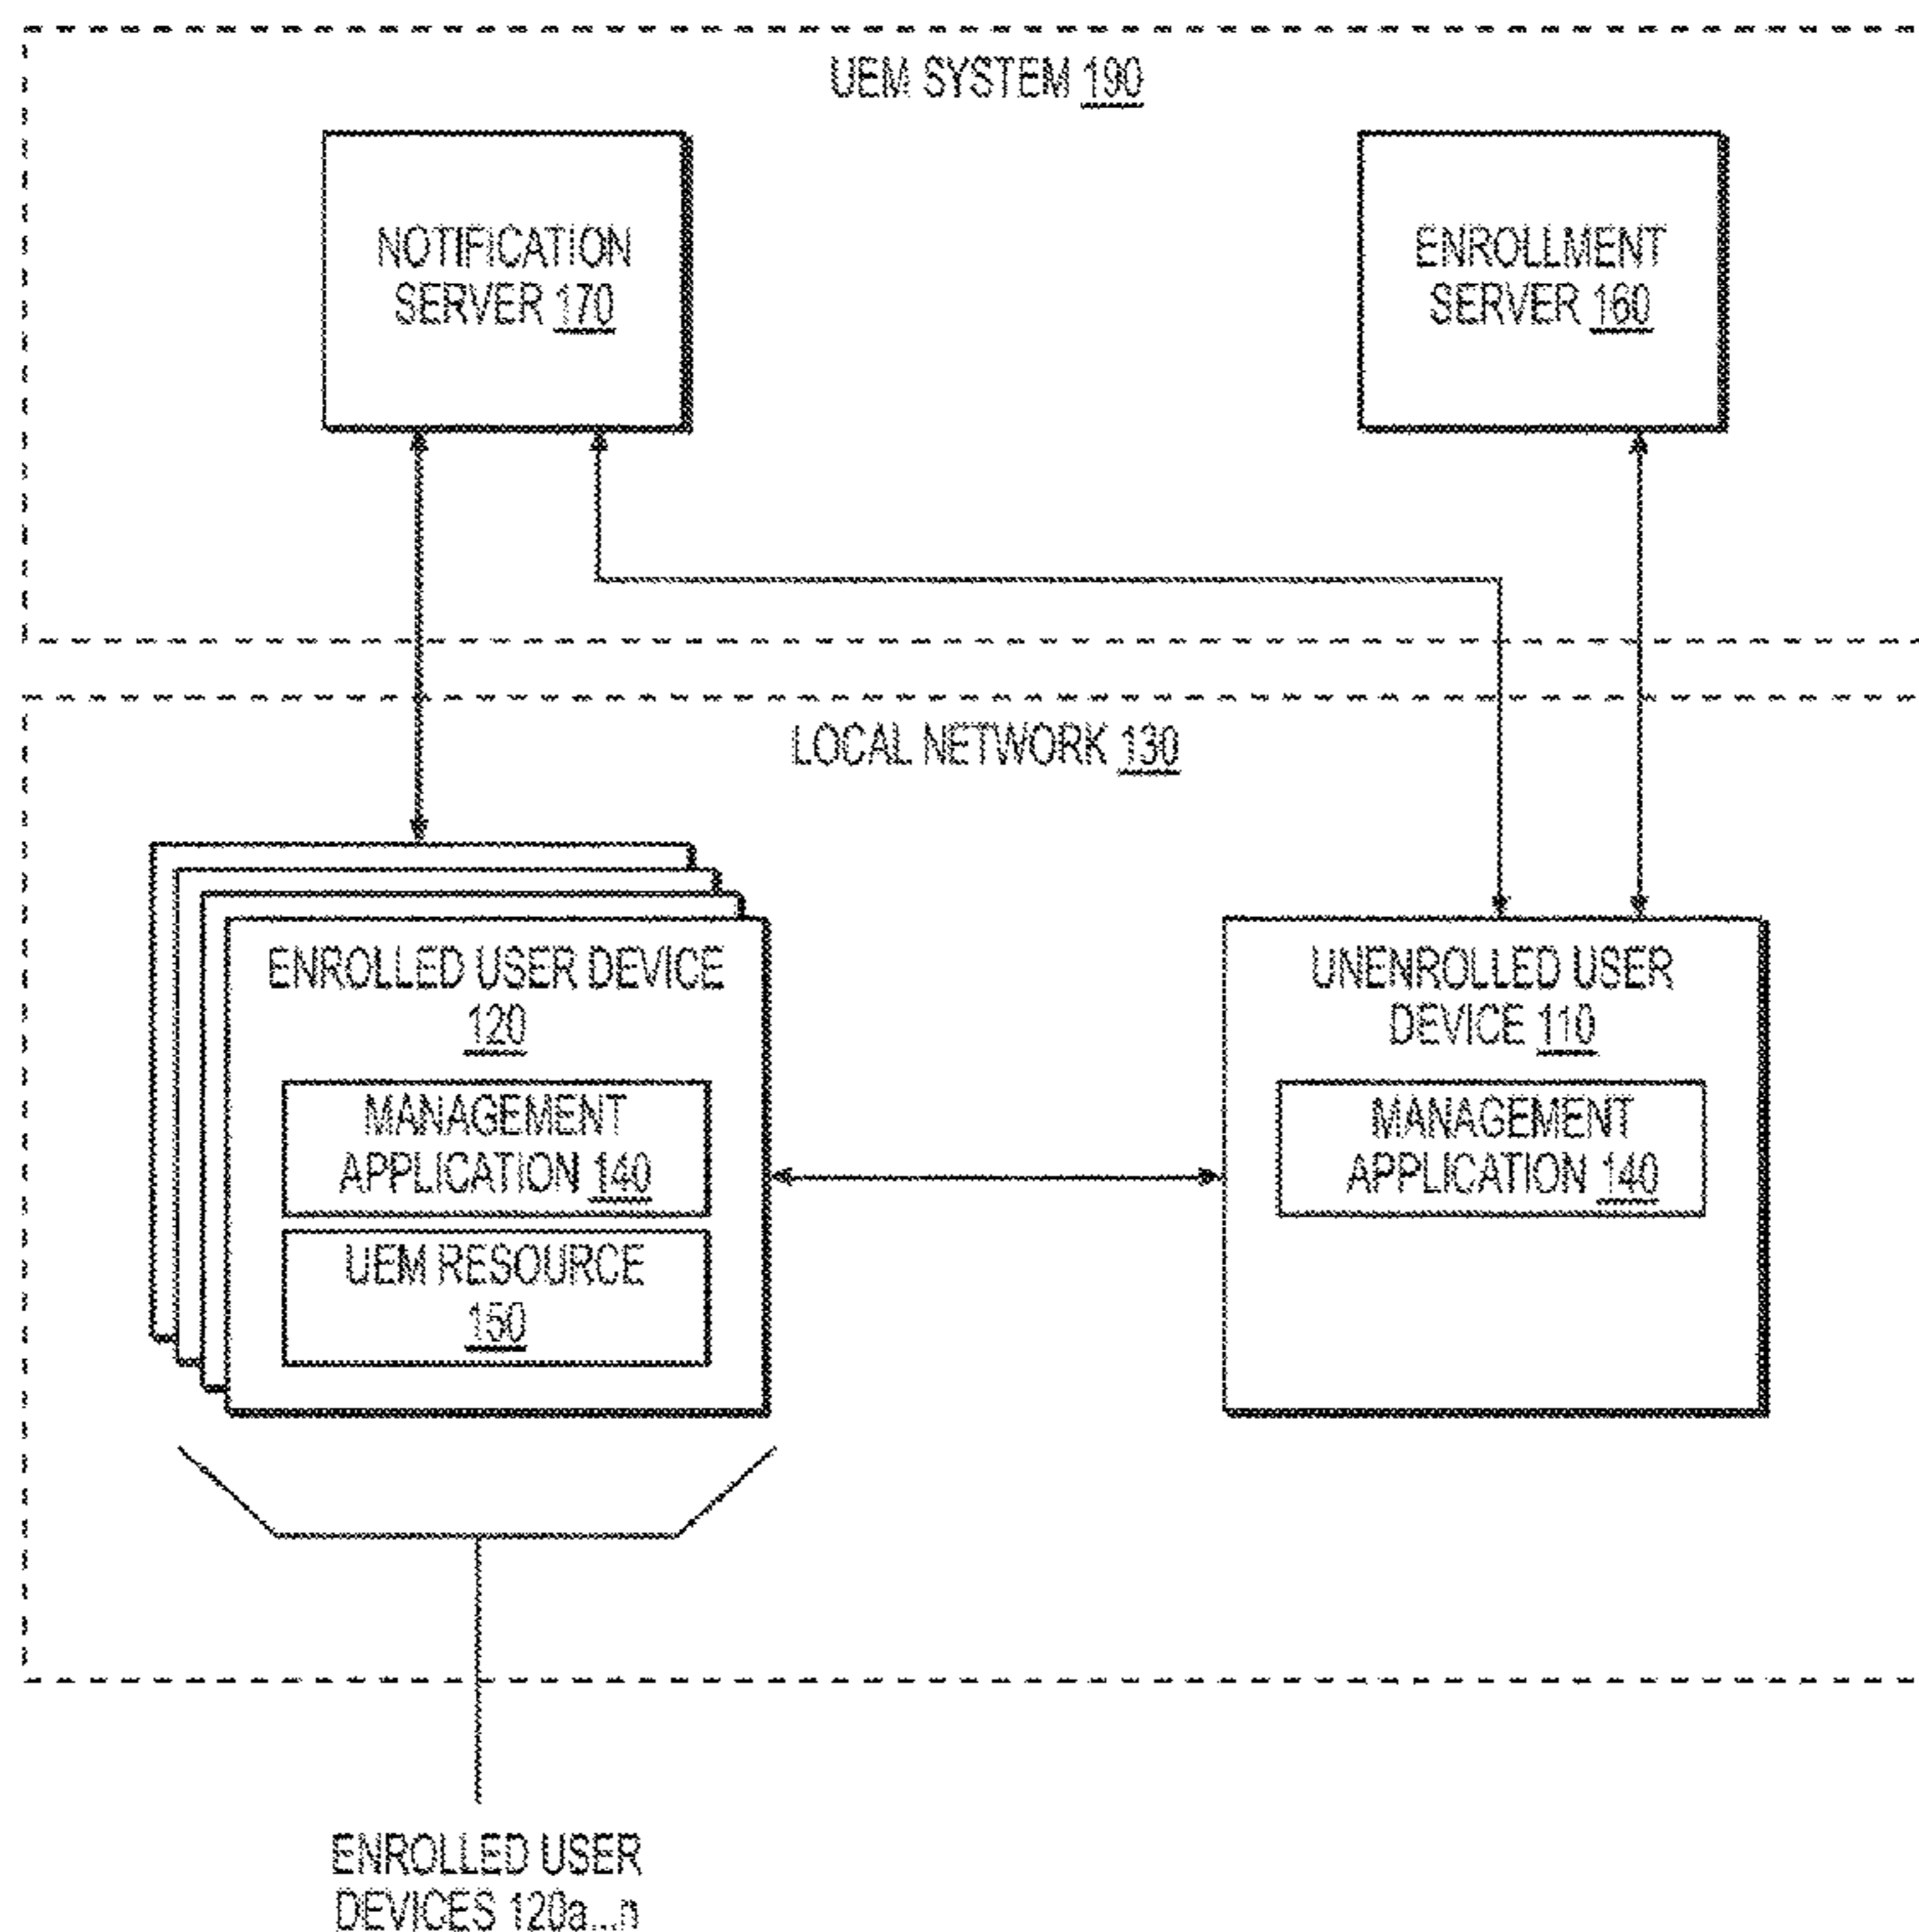 UEM SYSTEM 190
NOTIFICATION
SERVER 170
ENROLLMENT
SERVER 160
LOCAL NETWORK 130
ENROLLED USER DEVICE
120
MANAGEMENT
APPLICATION 140
UEM RESOURCE
150
UNENROLLED USER
DEVICE 110
MANAGEMENT
APPLICATION 140
ENROLLED USER
DEVICES 120a...n